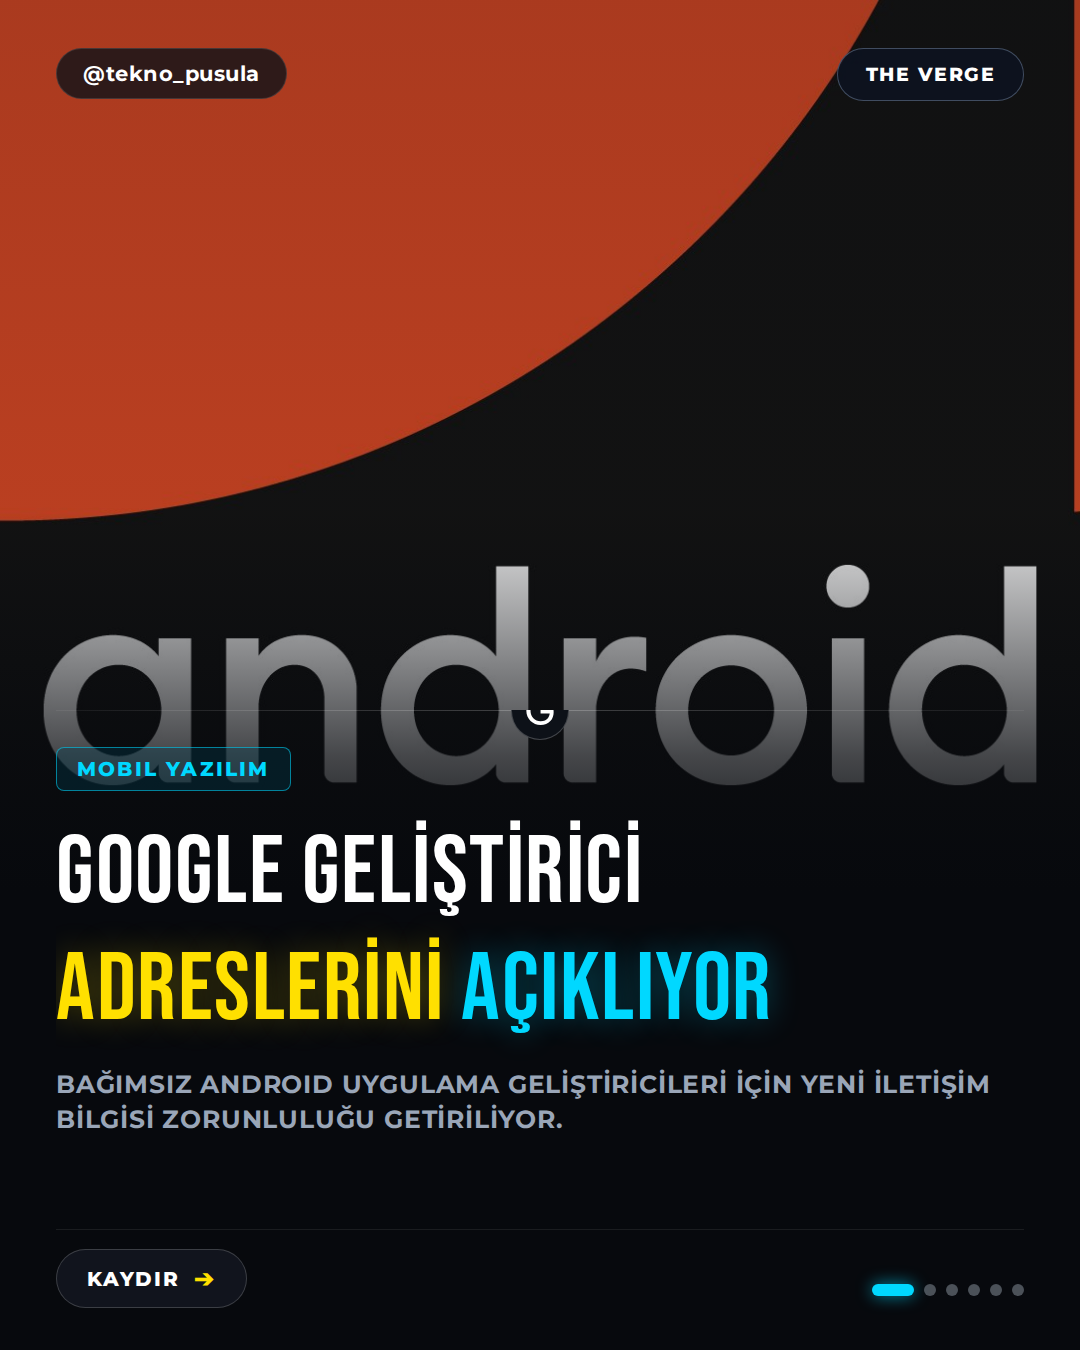 @tekno_pusula
THE VERGE
android
G
MOBIL YAZILIM
GOOGLE GELİŞTİRİCİ
ADRESLERİNİ AÇIKLIYOR
BAĞIMSIZ ANDROID UYGULAMA GELİŞTİRİCİLERİ İÇİN YENİ İLETİŞİM
BİLGİSİ ZORUNLULUĞU GETİRİLİYOR.
KAYDIR ➔